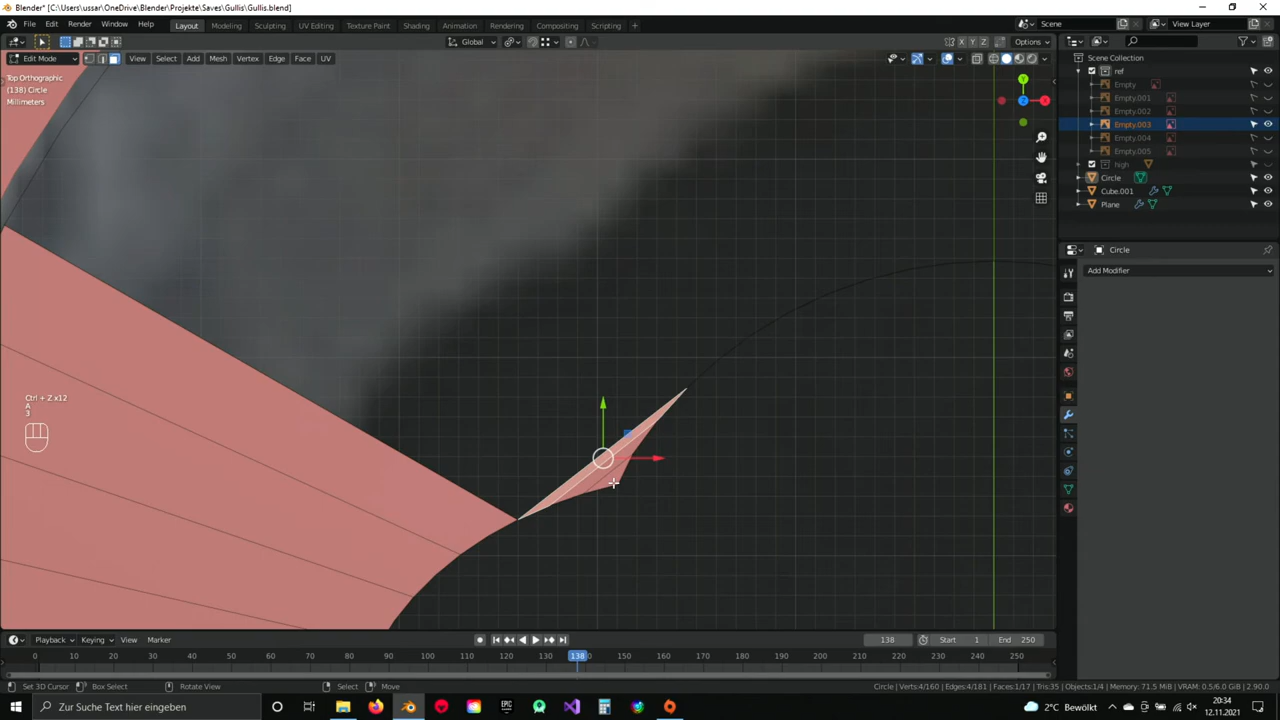 Blender* [C:\Users\ussar\OneDrive\Blender\Projekte\Saves\Gullis\Gullis.blend]
File Edit Render Window Help Layout Modeling Sculpting UV Editing Texture Paint Shading Animation Rendering Compositing Scripting Scene View Layer
Global X Y Z Options
Edit Mode View Select Add Mesh Vertex Edge Face UV
Top Orthographic
(138) Circle
Millimeters
Scene Collection
ref
Empty
Empty.001
Empty.002
Empty.003
Empty.004
Empty.005
high
Circle
Cube.001
Plane
Y
Z
X
Circle
Add Modifier
Ctrl + Z x12
A
3
Playback Keying View Marker 138 Start 1 End 250
0 10 20 30 40 50 60 70 80 90 100 110 120 130 138 140 150 160 170 180 190 200 210 220 230 240 250
Set 3D Cursor Box Select Rotate View Select Move Circle | Verts:4/160 | Edges:4/181 | Faces:1/17 | Tris:35 | Objects:1/4 | Memory: 71.5 MiB | VRAM: 0.5/6.0 GiB | 2.90.0
Zur Suche Text hier eingeben EPIC 2°C Bewölkt 20:34
12.11.2021